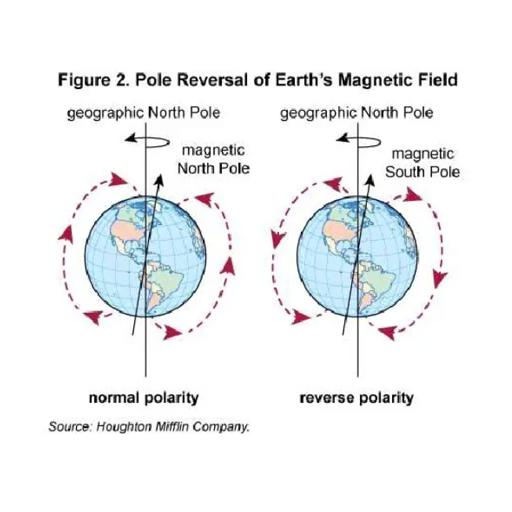 Figure 2. Pole Reversal of Earth's Magnetic Field
geographic North Pole
magnetic
North Pole
normal polarity
geographic North Pole
magnetic
South Pole
reverse polarity
Source: Houghton Mifflin Company.